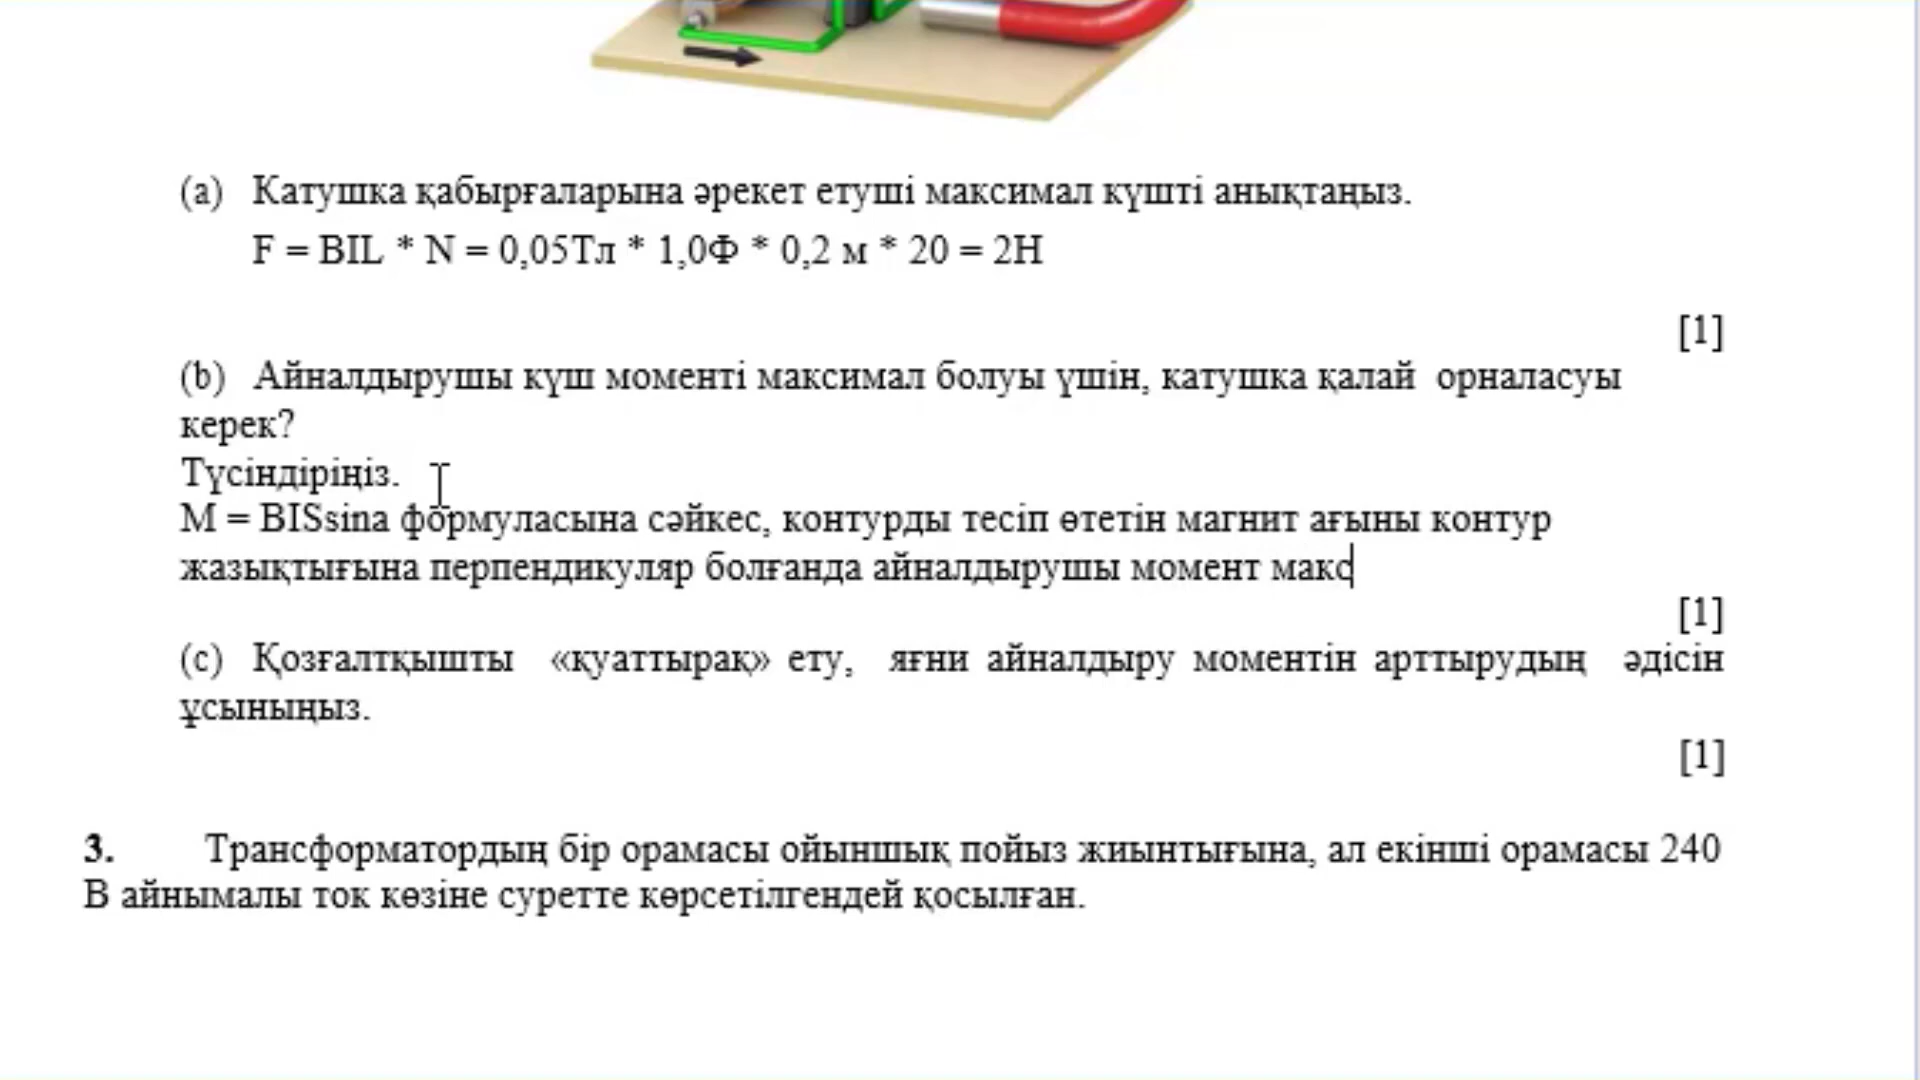 (a) Катушка қабырғаларына әрекет етуші максимал күшті анықтаңыз.
F = BIL * N = 0,05Тл * 1,0Ф * 0,2 м * 20 = 2Н
[1]
(b) Айналдырушы күш моменті максимал болуы үшін, катушка қалай орналасуы
керек?
Түсіндіріңіз.
M = BISsina формуласына сәйкес, контурды тесіп өтетін магнит ағыны контур
жазықтығына перпендикуляр болғанда айналдырушы момент макс
[1]
(c) Қозғалтқышты «қуаттырақ» ету, яғни айналдыру моментін арттырудың әдісін
ұсыныңыз.
[1]
3. Трансформатордың бір орамасы ойыншық пойыз жиынтығына, ал екінші орамасы 240
В айнымалы ток көзіне суретте көрсетілгендей қосылған.